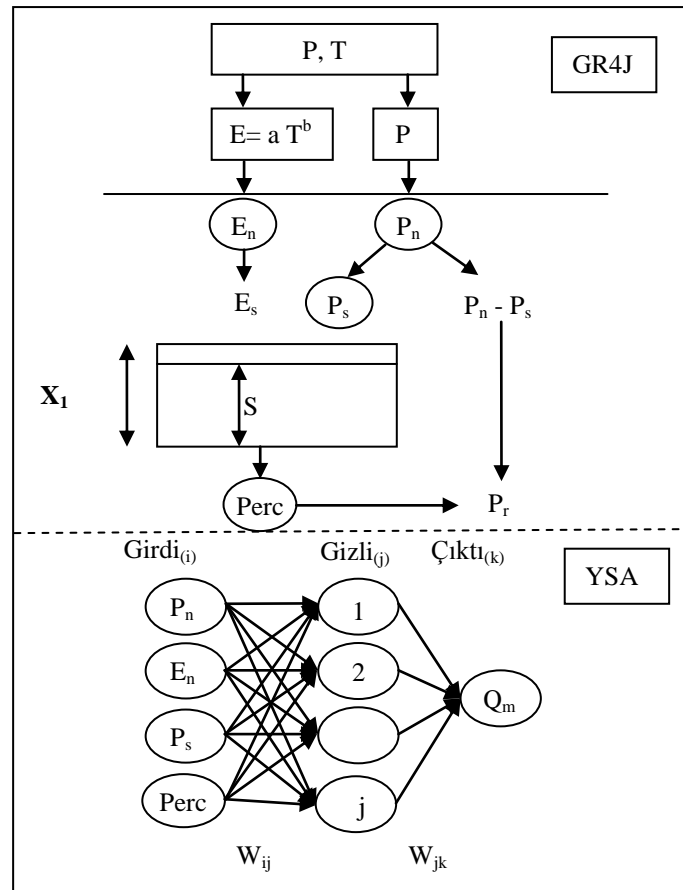 P, T
GR4J
E= a T^b
P
E_n
P_n
E_s
P_s
P_n - P_s
X_1
S
Perc
P_r
Girdi_(i)
Gizli_(j)
Çıktı_(k)
YSA
P_n
1
E_n
2
Q_m
P_s
Perc
j
W_ij
W_jk